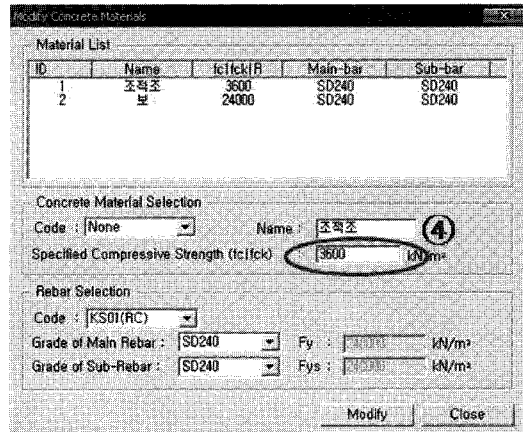 Modify Concrete Materials
Material List
ID Name fc|fck|R Main-bar Sub-bar
1 조적조 3600 SD240 SD240
2 보 24000 SD240 SD240
Concrete Material Selection
Code : None Name : 조적조 ④
Specified Compressive Strength (fc|fck) 3600 kN/m²
Rebar Selection
Code : KS01(RC)
Grade of Main Rebar : SD240 Fy : kN/m²
Grade of Sub-Rebar : SD240 Fys : kN/m²
Modify Close